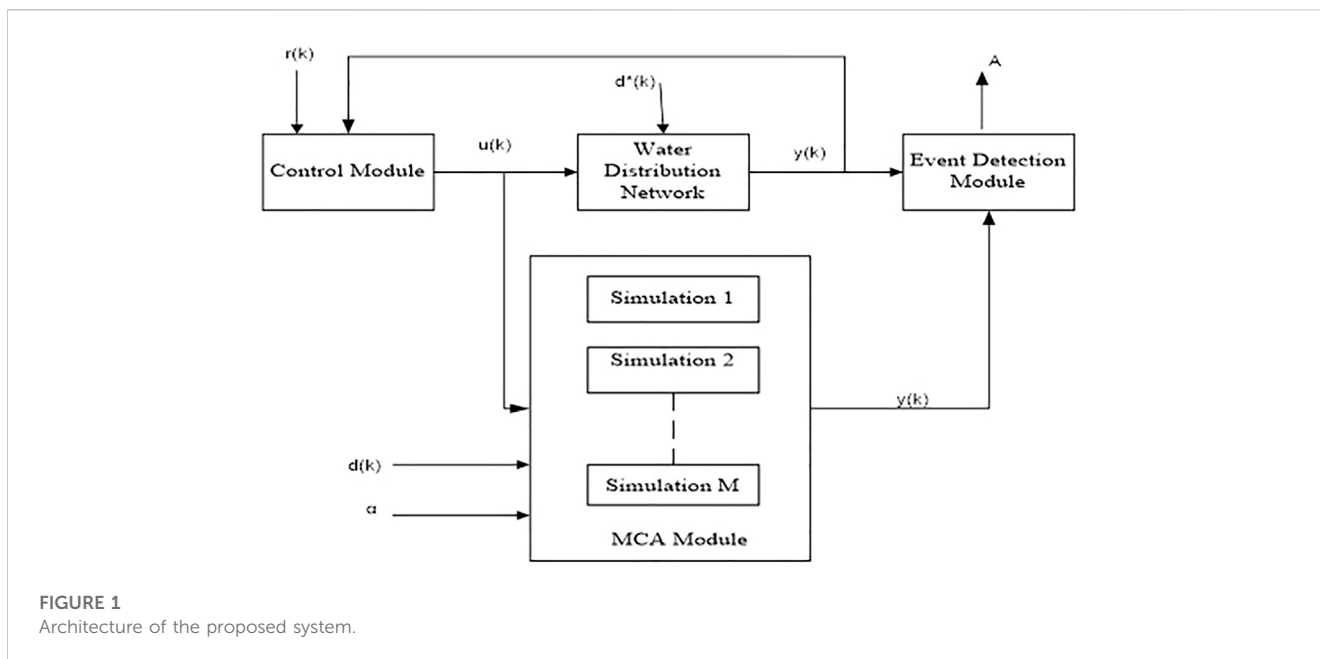 r(k)
A
d*(k)
Control Module
u(k)
Water
Distribution
Network
y(k)
Event Detection
Module
Simulation 1
Simulation 2
y(k)
d(k)
Simulation M
α
MCA Module
FIGURE 1
Architecture of the proposed system.